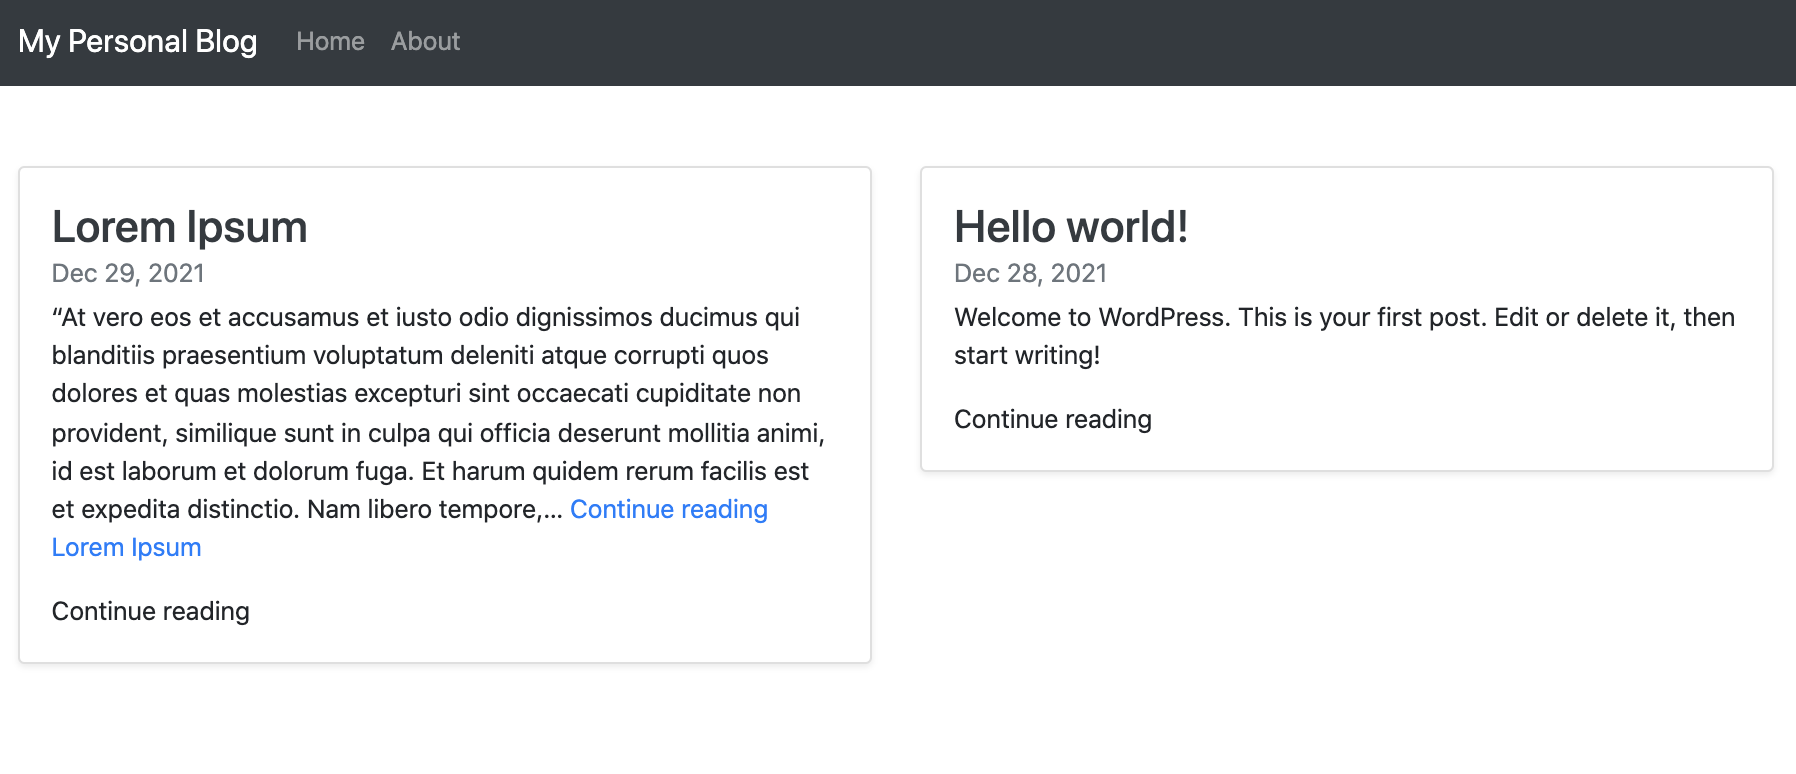 My Personal Blog Home About
Lorem Ipsum
Dec 29, 2021
“At vero eos et accusamus et iusto odio dignissimos ducimus qui
blanditiis praesentium voluptatum deleniti atque corrupti quos
dolores et quas molestias excepturi sint occaecati cupiditate non
provident, similique sunt in culpa qui officia deserunt mollitia animi,
id est laborum et dolorum fuga. Et harum quidem rerum facilis est
et expedita distinctio. Nam libero tempore,... Continue reading
Lorem Ipsum
Continue reading
Hello world!
Dec 28, 2021
Welcome to WordPress. This is your first post. Edit or delete it, then
start writing!
Continue reading